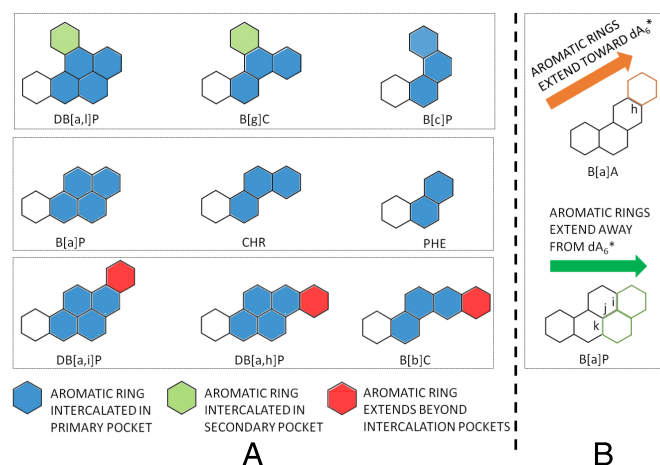 DB[a,l]P
B[g]C
B[c]P
B[a]P
CHR
PHE
DB[a,i]P
DB[a,h]P
B[b]C
AROMATIC RING
INTERCALATED IN
PRIMARY POCKET
AROMATIC RING
INTERCALATED IN
SECONDARY POCKET
AROMATIC RING
EXTENDS BEYOND
INTERCALATION POCKETS
A
AROMATIC RINGS
EXTEND TOWARD dA6*
h
B[a]A
AROMATIC RINGS
EXTEND AWAY
FROM dA6*
i
j
k
B[a]P
B